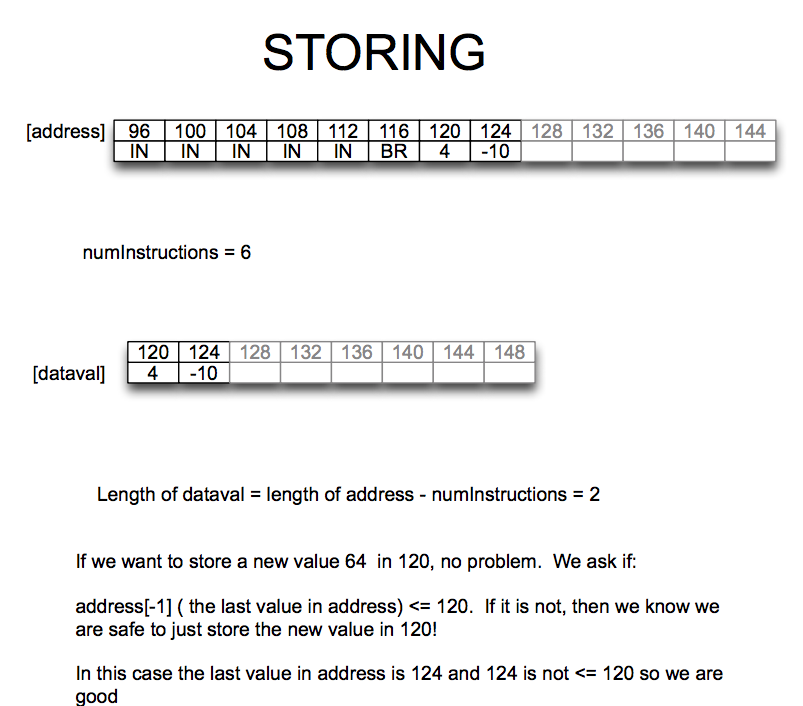 STORING
[address] 96 100 104 108 112 116 120 124 128 132 136 140 144
IN IN IN IN IN BR 4 -10
numInstructions = 6
120 124 128 132 136 140 144 148
[dataval] 4 -10
Length of dataval = length of address - numInstructions = 2
If we want to store a new value 64 in 120, no problem. We ask if:
address[-1] ( the last value in address) <= 120. If it is not, then we know we
are safe to just store the new value in 120!
In this case the last value in address is 124 and 124 is not <= 120 so we are
good